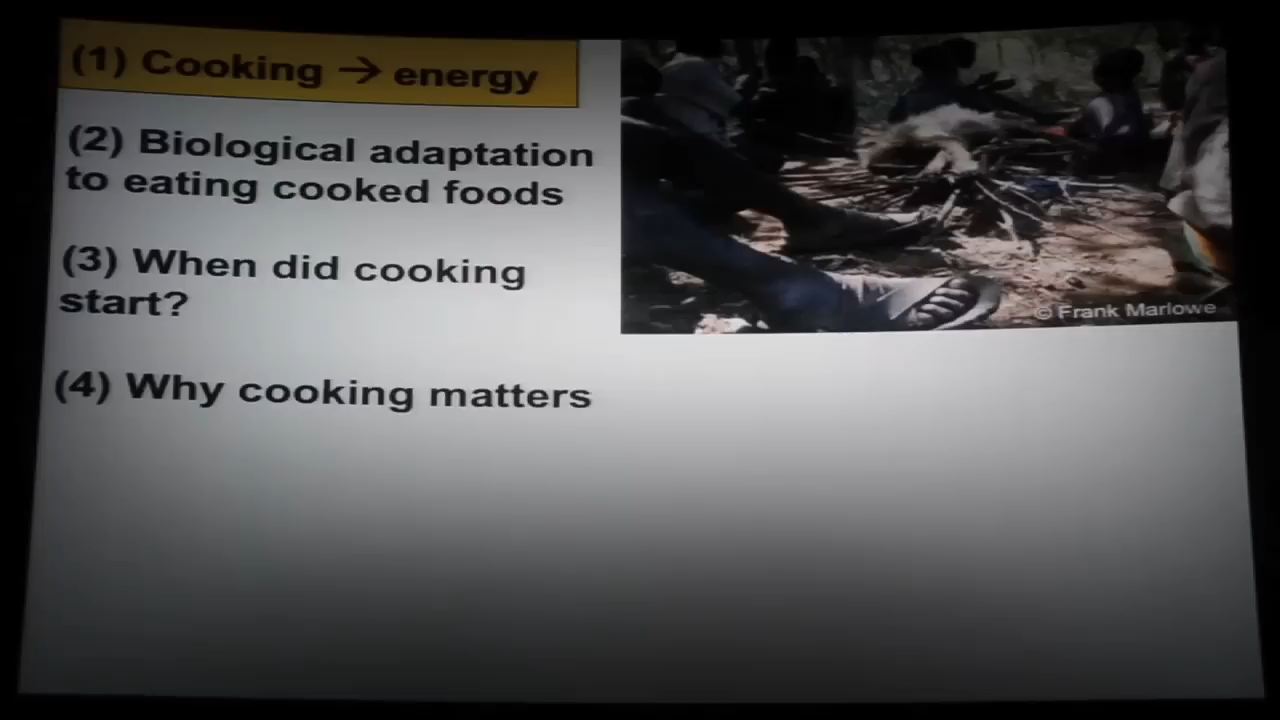 (1) Cooking → energy
(2) Biological adaptation
to eating cooked foods
(3) When did cooking
start?
(4) Why cooking matters
© Frank Marlowe